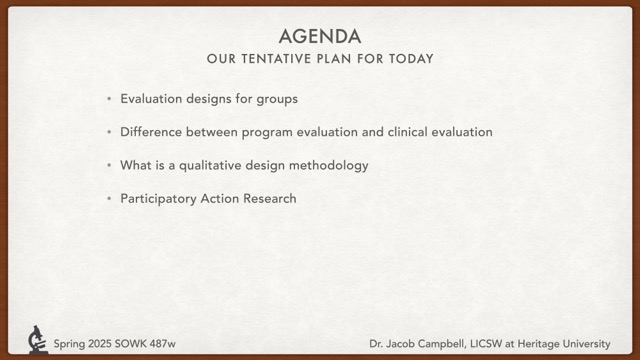 AGENDA
OUR TENTATIVE PLAN FOR TODAY
• Evaluation designs for groups
• Difference between program evaluation and clinical evaluation
• What is a qualitative design methodology
• Participatory Action Research
Spring 2025 SOWK 487w
Dr. Jacob Campbell, LICSW at Heritage University